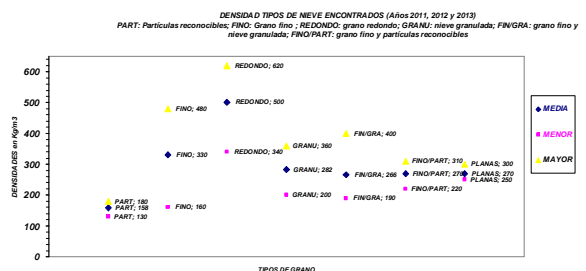 DENSIDAD TIPOS DE NIEVE ENCONTRADOS (Años 2011, 2012 y 2013)
PART: Partículas reconocibles; FINO: Grano fino ; REDONDO: grano redondo; GRANU: nieve granulada; FIN/GRA: grano fino y
nieve granulada; FINO/PART: grano fino y partículas reconocibles
DENSIDADES en Kg/m3
600
500
400
300
200
100
0
PART; 180
PART; 158
PART; 130
FINO; 480
FINO; 330
FINO; 160
REDONDO; 620
REDONDO; 500
REDONDO; 340
GRANU; 360
GRANU; 282
GRANU; 200
FIN/GRA; 400
FIN/GRA; 266
FIN/GRA; 190
FINO/PART; 310
FINO/PART; 270
FINO/PART; 220
PLANAS; 300
PLANAS; 270
PLANAS; 250
MEDIA
MENOR
MAYOR
TIPOS DE GRANO